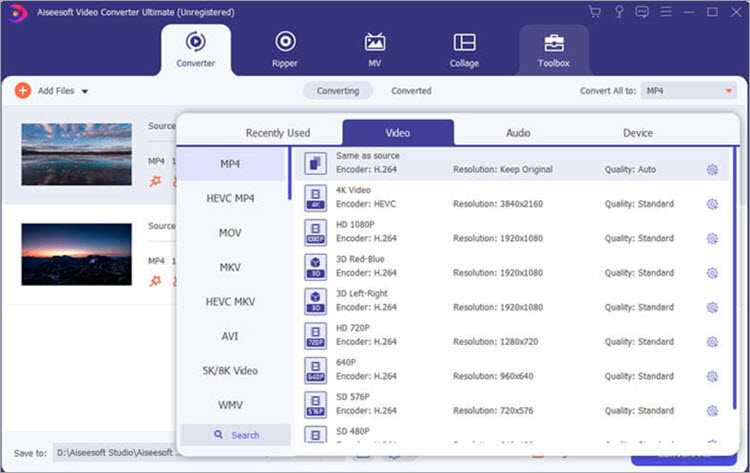 Aiseesoft Video Converter Ultimate (Unregistered)
Converter
Ripper
MV
Collage
Toolbox
Add Files
Converting
Converted
Convert All to:
MP4
Source
MP4
Source
MP4
Recently Used
Video
Audio
Device
MP4
HEVC MP4
MOV
MKV
HEVC MKV
AVI
5K/8K Video
WMV
Search
Same as source
Encoder: H.264 Resolution: Keep Original Quality: Auto
4K Video
4K
Encoder: HEVC Resolution: 3840x2160 Quality: Standard
HD 1080P
1080P
Encoder: H.264 Resolution: 1920x1080 Quality: Standard
3D Red-Blue
3D
Encoder: H.264 Resolution: 1920x1080 Quality: Standard
3D Left-Right
3D
Encoder: H.264 Resolution: 1920x1080 Quality: Standard
HD 720P
720P
Encoder: H.264 Resolution: 1280x720 Quality: Standard
640P
640P
Encoder: H.264 Resolution: 960x640 Quality: Standard
SD 576P
576P
Encoder: H.264 Resolution: 720x576 Quality: Standard
SD 480P
Save to:
D:\Aiseesoft Studio\Aiseesoft ...